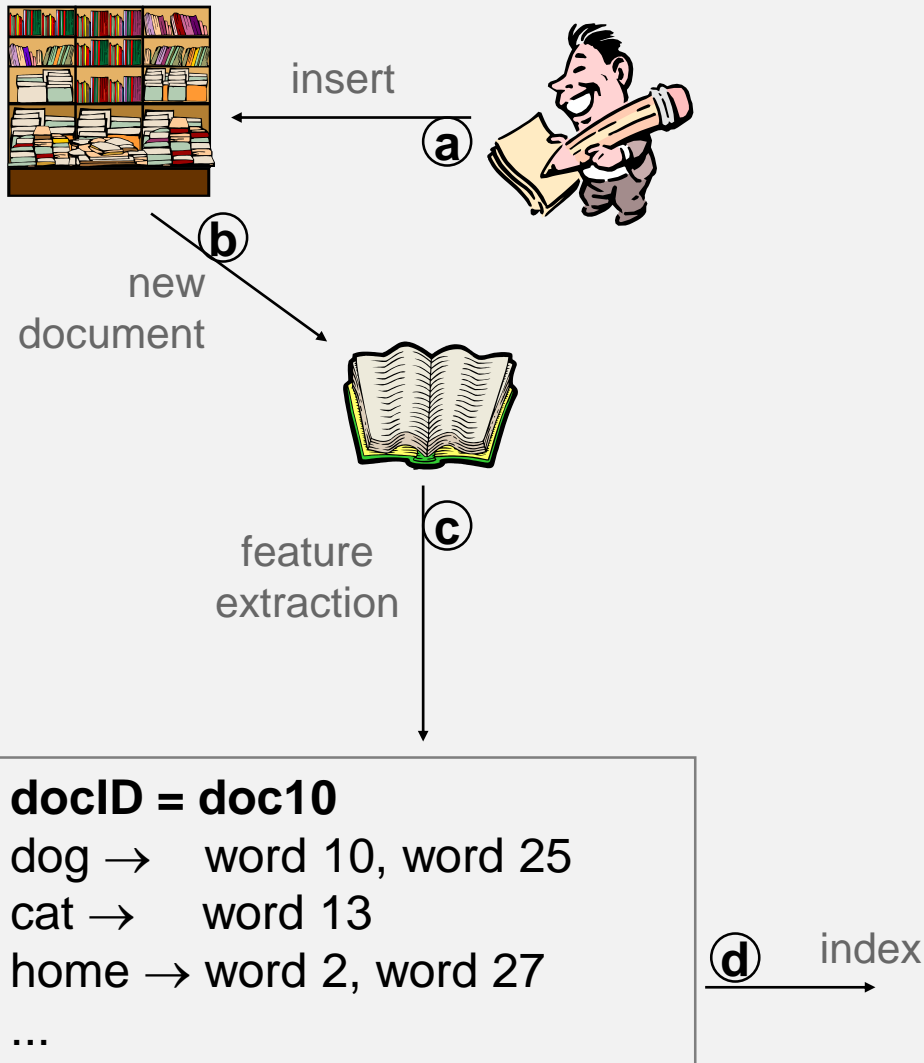 insert
a
b
new
document
c
feature
extraction
docID = doc10
dog → word 10, word 25
cat → word 13
home → word 2, word 27
...
d
index